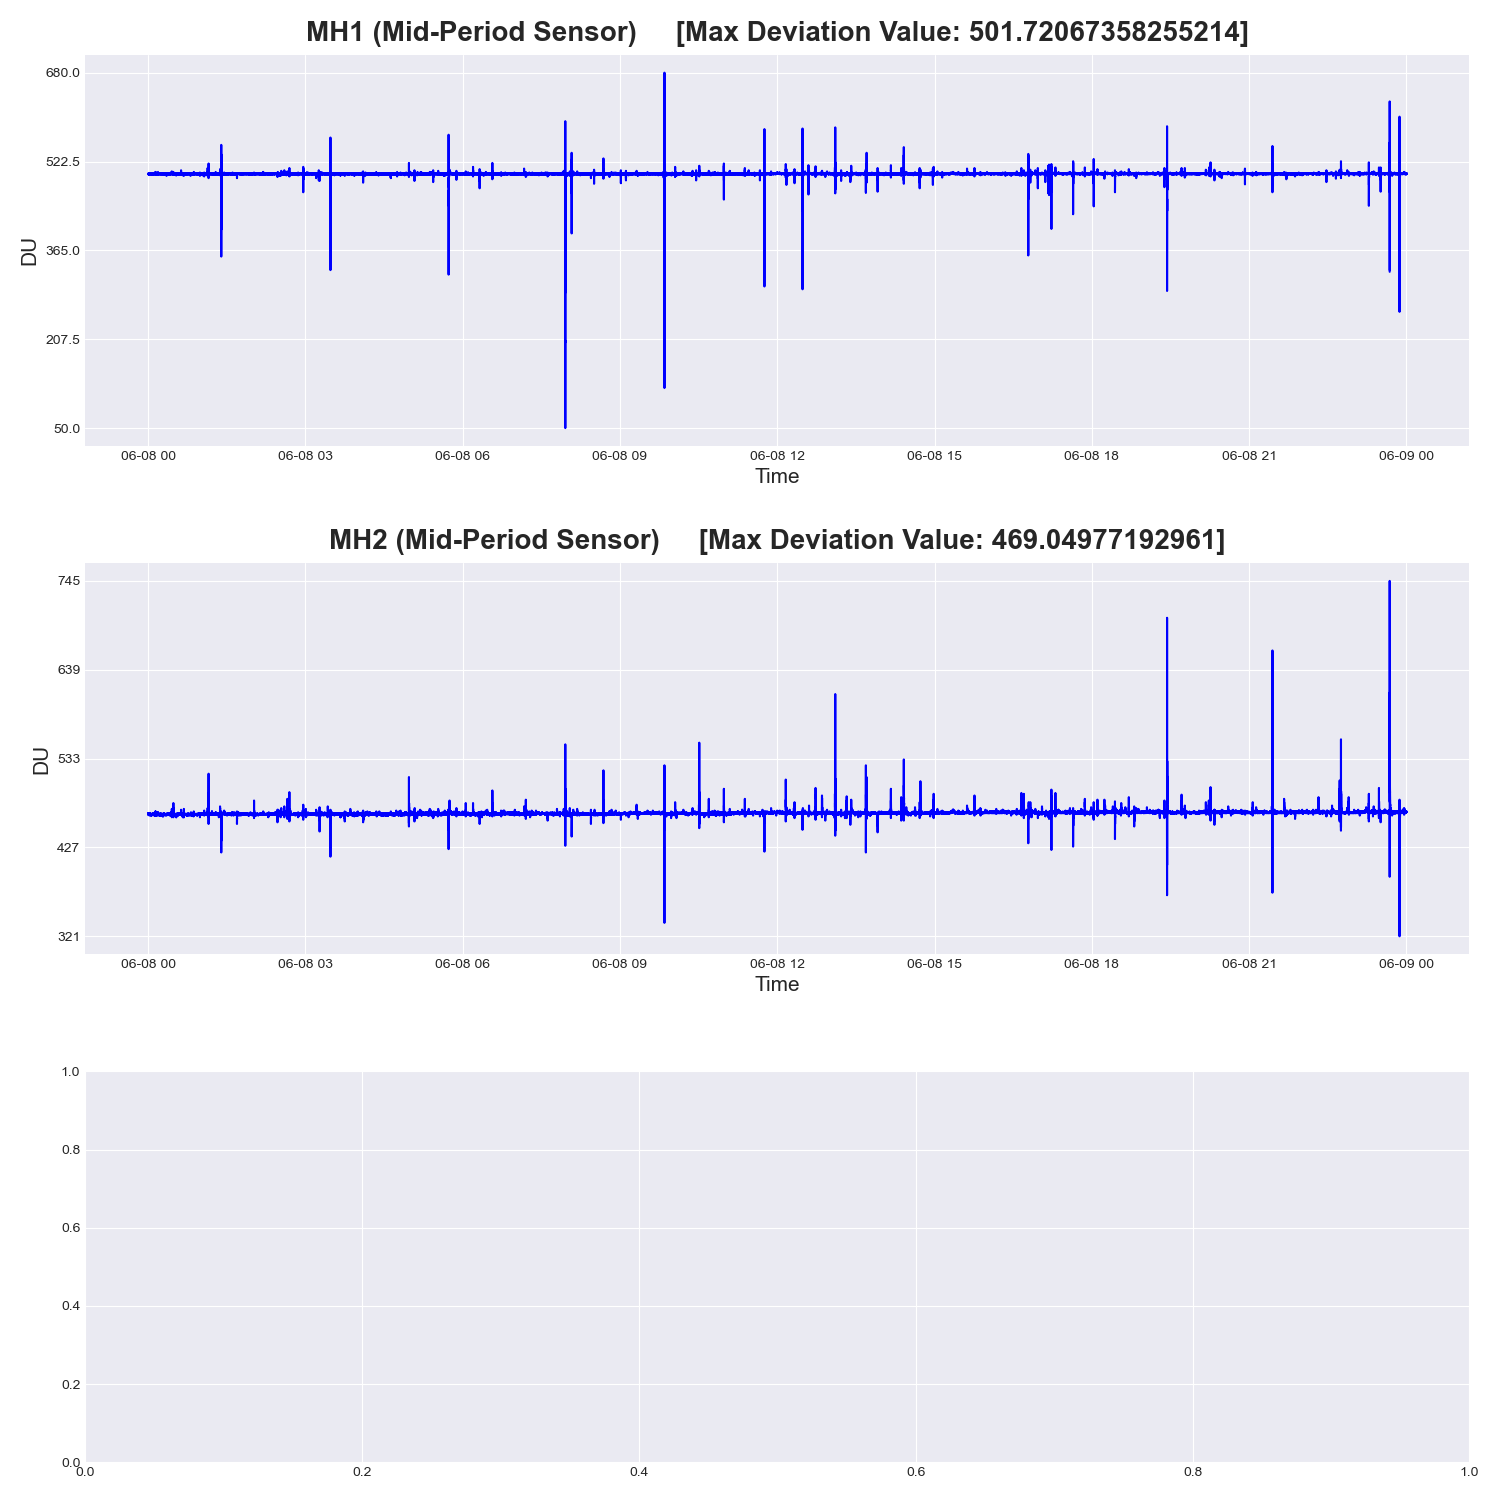 MH1 (Mid-Period Sensor) [Max Deviation Value: 501.72067358255214]
680.0
522.5
365.0
207.5
50.0
DU
06-08 00 06-08 03 06-08 06 06-08 09 06-08 12 06-08 15 06-08 18 06-08 21 06-09 00
Time
MH2 (Mid-Period Sensor) [Max Deviation Value: 469.04977192961]
745
639
533
427
321
DU
06-08 00 06-08 03 06-08 06 06-08 09 06-08 12 06-08 15 06-08 18 06-08 21 06-09 00
Time
1.0
0.8
0.6
0.4
0.2
0.0
0.0 0.2 0.4 0.6 0.8 1.0